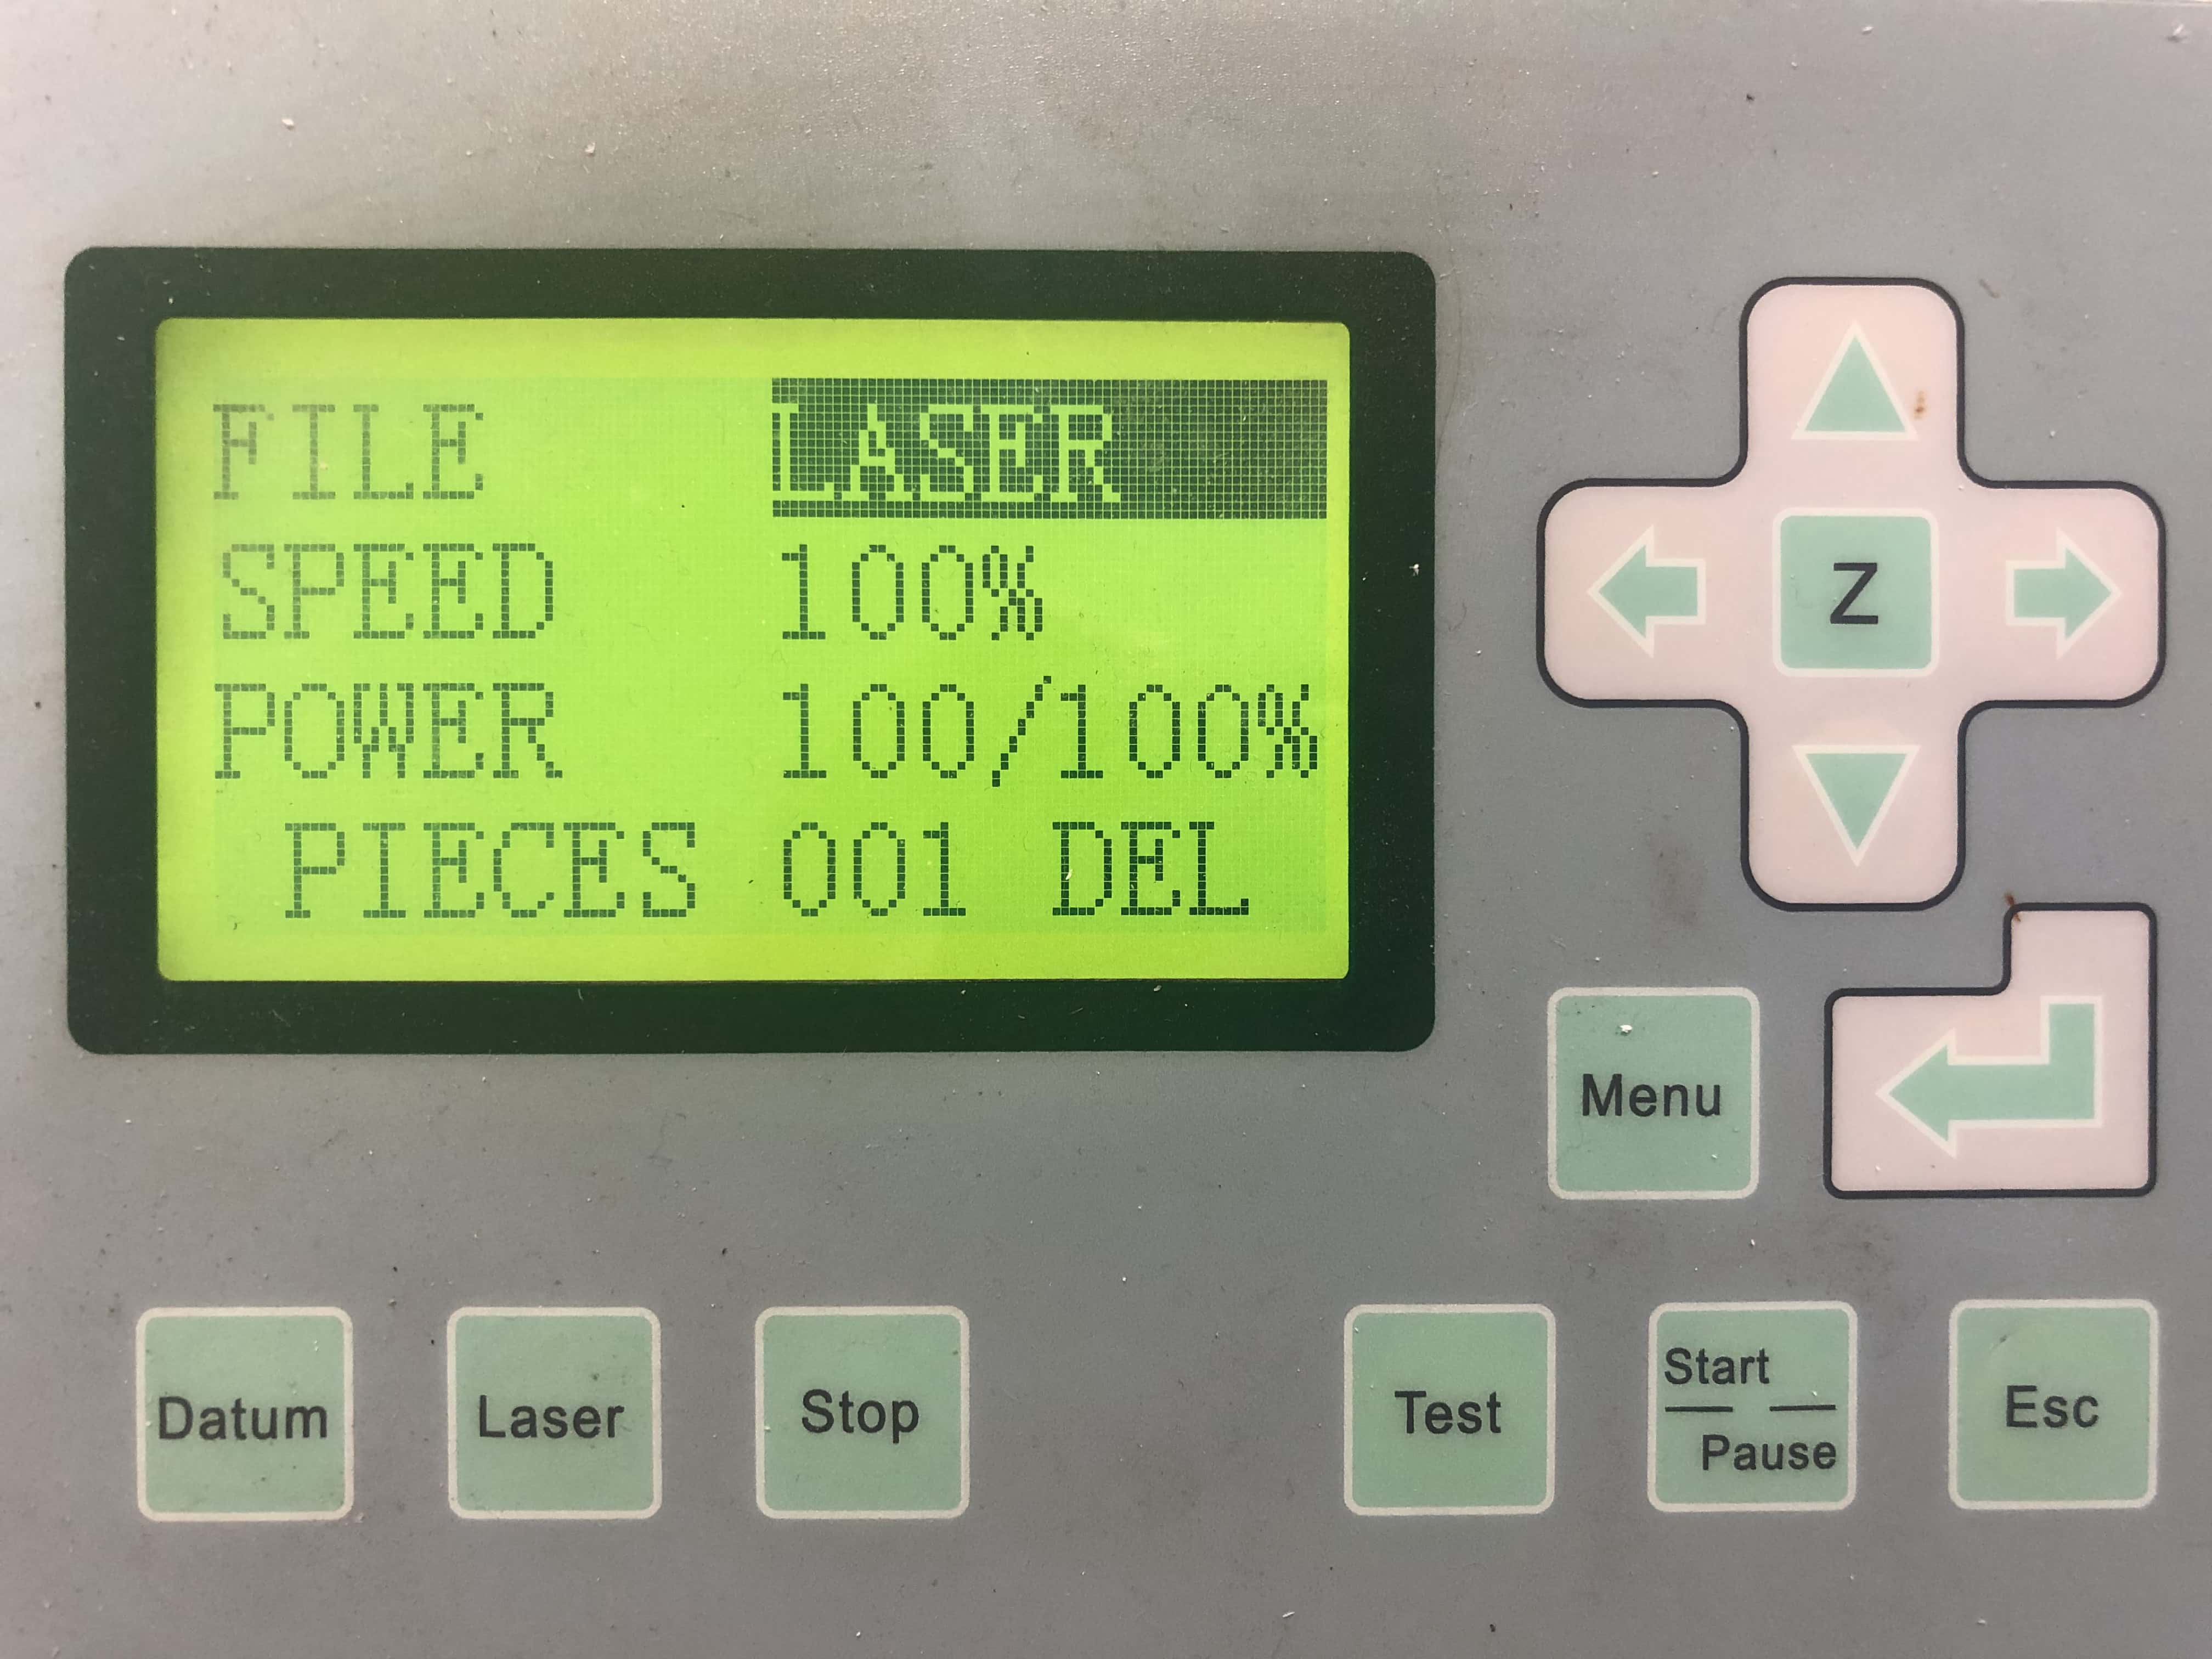 FILE LASER
SPEED 100%
POWER 100/100%
PIECES 001 DEL
Z
Menu
Datum
Laser
Stop
Test
Start
Pause
Esc